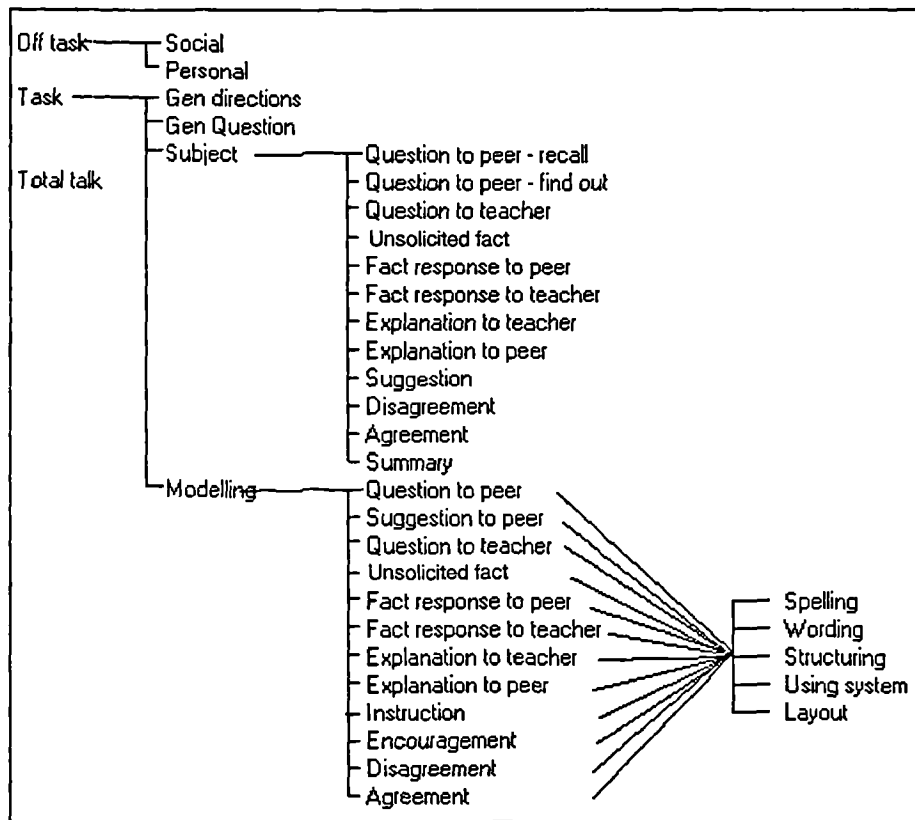 Off task Social
Personal
Task Gen directions
Gen Question
Subject Question to peer - recall
Total talk Question to peer - find out
Question to teacher
Unsolicited fact
Fact response to peer
Fact response to teacher
Explanation to teacher
Explanation to peer
Suggestion
Disagreement
Agreement
Summary
Modelling Question to peer
Suggestion to peer
Question to teacher
Unsolicited fact
Fact response to peer Spelling
Fact response to teacher Wording
Explanation to teacher Structuring
Explanation to peer Using system
Instruction Layout
Encouragement
Disagreement
Agreement